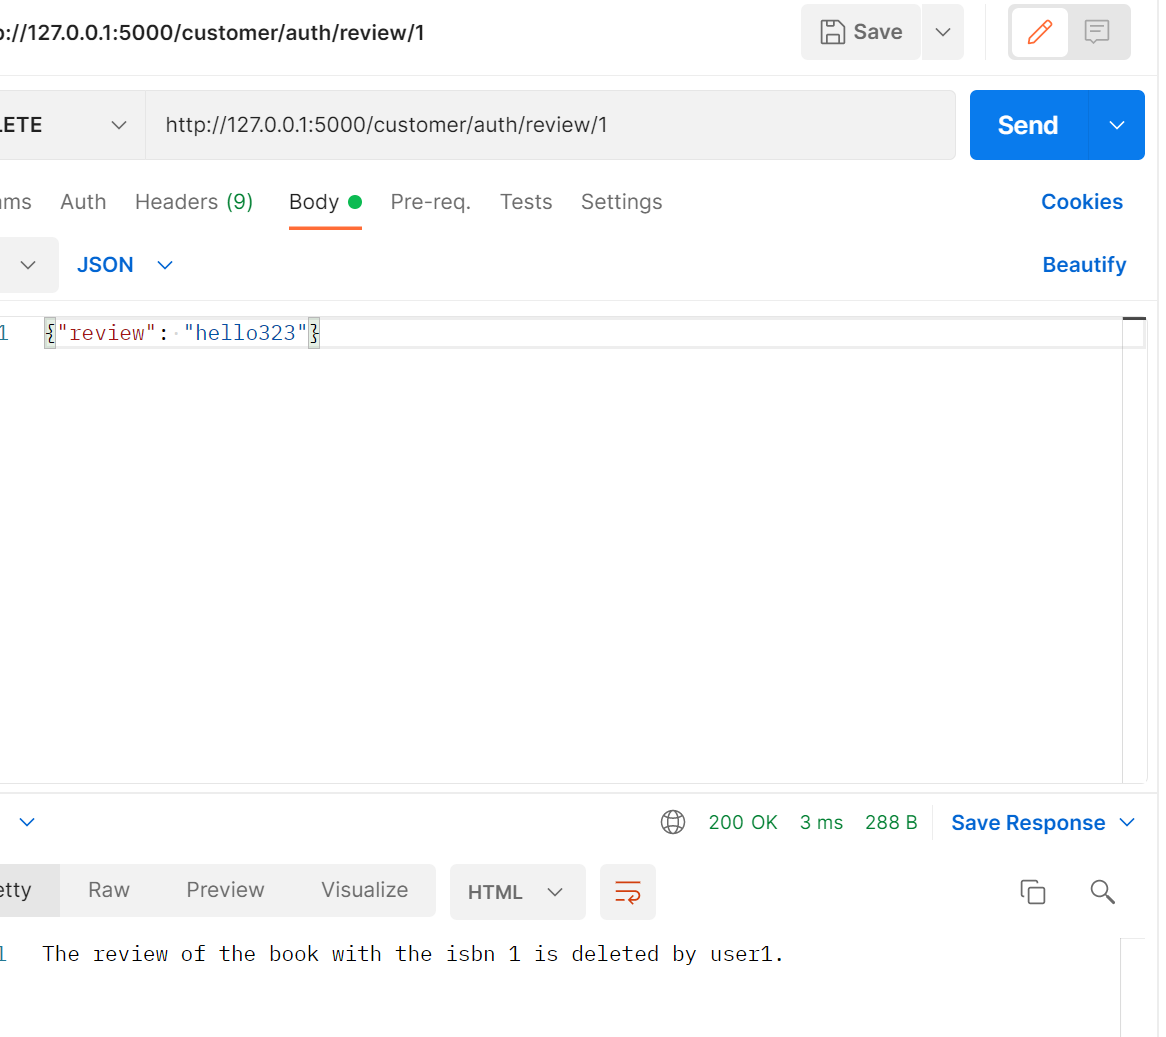 ://127.0.0.1:5000/customer/auth/review/1
Save
LETE
http://127.0.0.1:5000/customer/auth/review/1
Send
ms Auth Headers (9) Body Pre-req. Tests Settings Cookies
JSON Beautify
1 {"review": "hello323"}
200 OK 3 ms 288 B Save Response
etty Raw Preview Visualize HTML
1 The review of the book with the isbn 1 is deleted by user1.